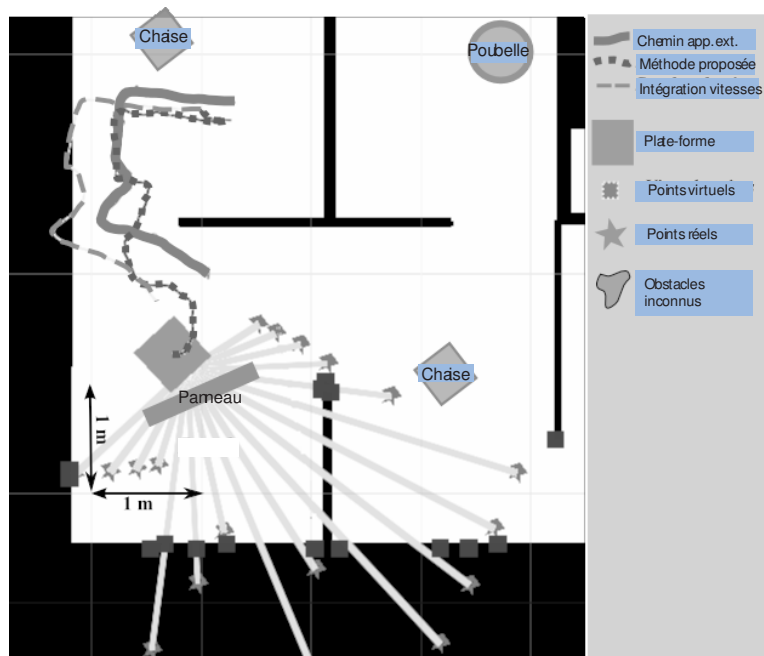 Chaise
Poubelle
Chaise
Panneau
1 m
1 m
Chemin app. ext.
Méthode proposée
Intégration vitesses
Plate-forme
Points virtuels
Points réels
Obstacles
inconnus